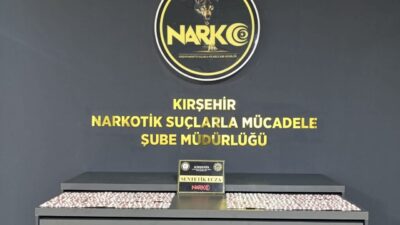 NARKO
KIRŞEHİR
NARKOTİK SUÇLARLA MÜCADELE
ŞUBE MÜDÜRLÜĞÜ
SENTETİK ECZA
NARKO